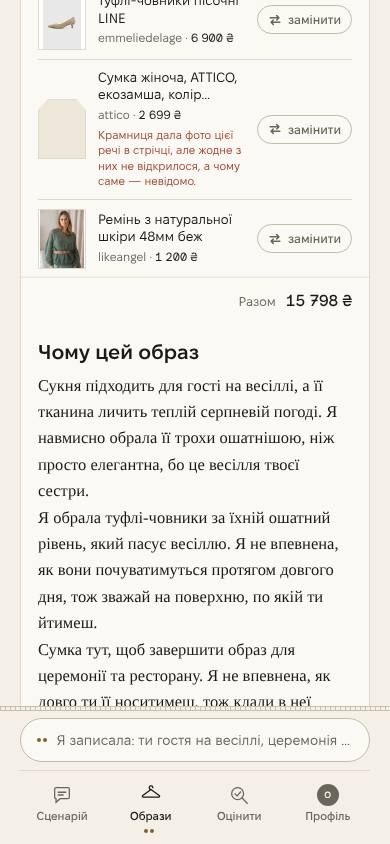 туфлі-човники пісочні
LINE
emmeliedelage · 6 900 ₴
замінити
Сумка жіноча, ATTICO,
екозамша, колір...
attico · 2 699 ₴
Крамниця дала фото цієї
речі в стрічці, але жодне з
них не відкрилося, а чому
саме — невідомо.
замінити
Ремінь з натуральної
шкіри 48мм беж
likeangel · 1 200 ₴
замінити
Разом 15 798 ₴
Чому цей образ
Сукня підходить для гості на весіллі, а її
тканина личить теплій серпневій погоді. Я
навмисно обрала її трохи ошатнішою, ніж
просто елегантна, бо це весілля твоєї
сестри.
Я обрала туфлі-човники за їхній ошатний
рівень, який пасує весіллю. Я не впевнена,
як вони почуватимуться протягом довгого
дня, тож зважай на поверхню, по якій ти
йтимеш.
Сумка тут, щоб завершити образ для
церемонії та ресторану. Я не впевнена, як
довго ти її носитимеш, тож клади в неї
Я записала: ти гостя на весіллі, церемонія ...
Сценарій
Образи
Оцінити
О
Профіль